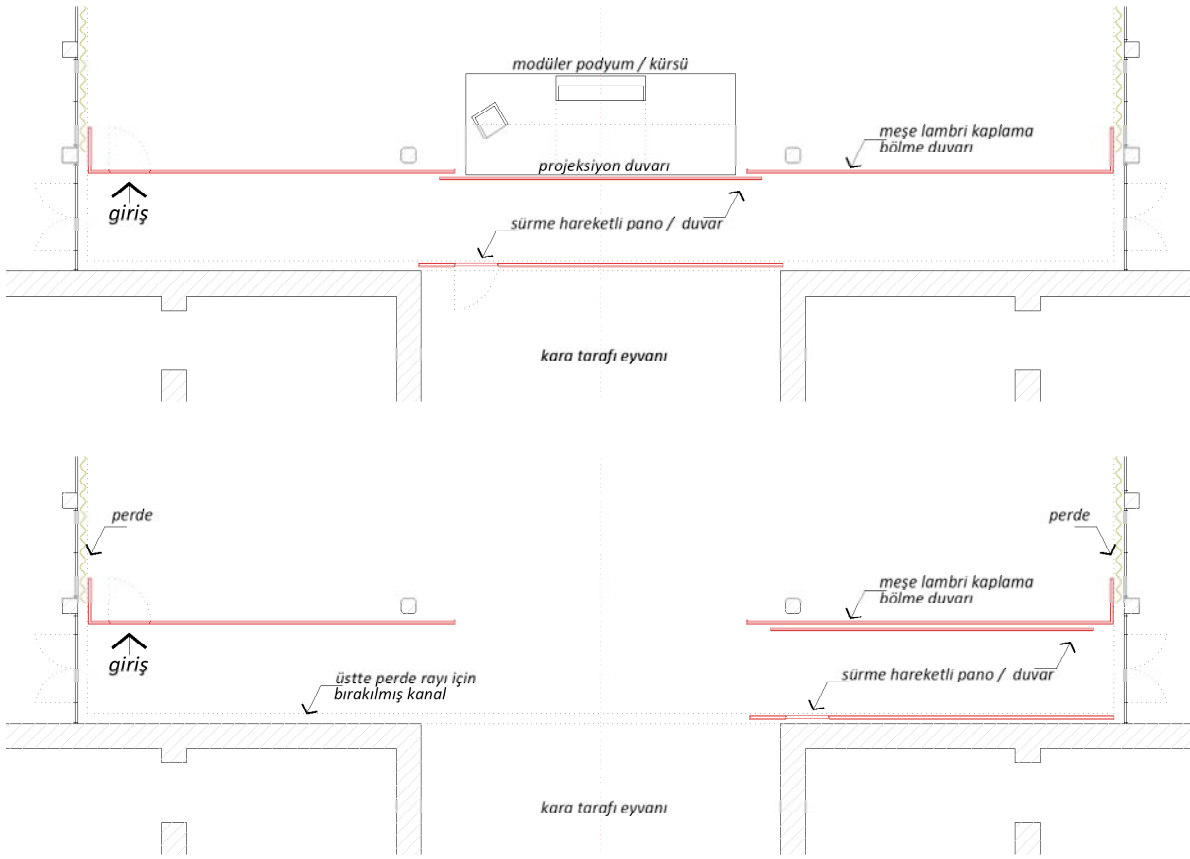 modüler podyum / kürsü
meşe lambri kaplama
bölme duvarı
projeksiyon duvarı
giriş
sürme hareketli pano / duvar
kara tarafı eyvanı
perde
perde
meşe lambri kaplama
bölme duvarı
giriş
üstte perde rayı için
bırakılmış kanal
sürme hareketli pano / duvar
kara tarafı eyvanı